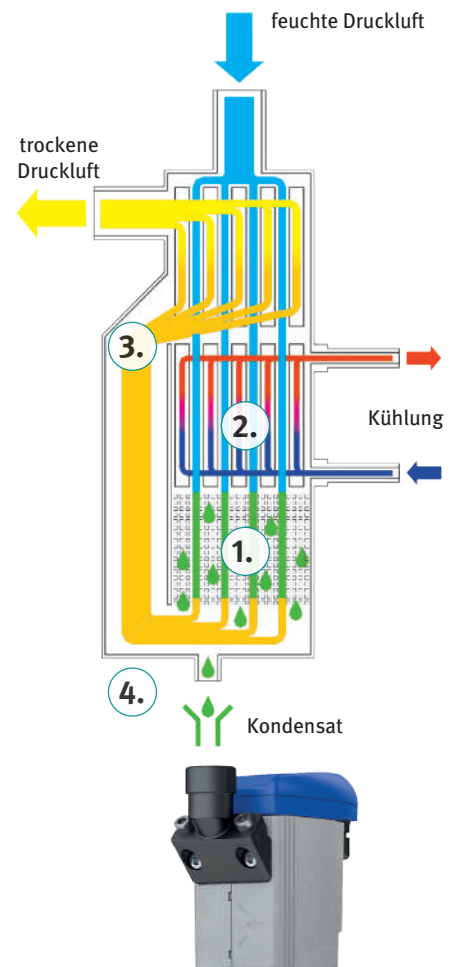 feuchte Druckluft
trockene
Druckluft
3.
2.
Kühlung
1.
4.
Kondensat